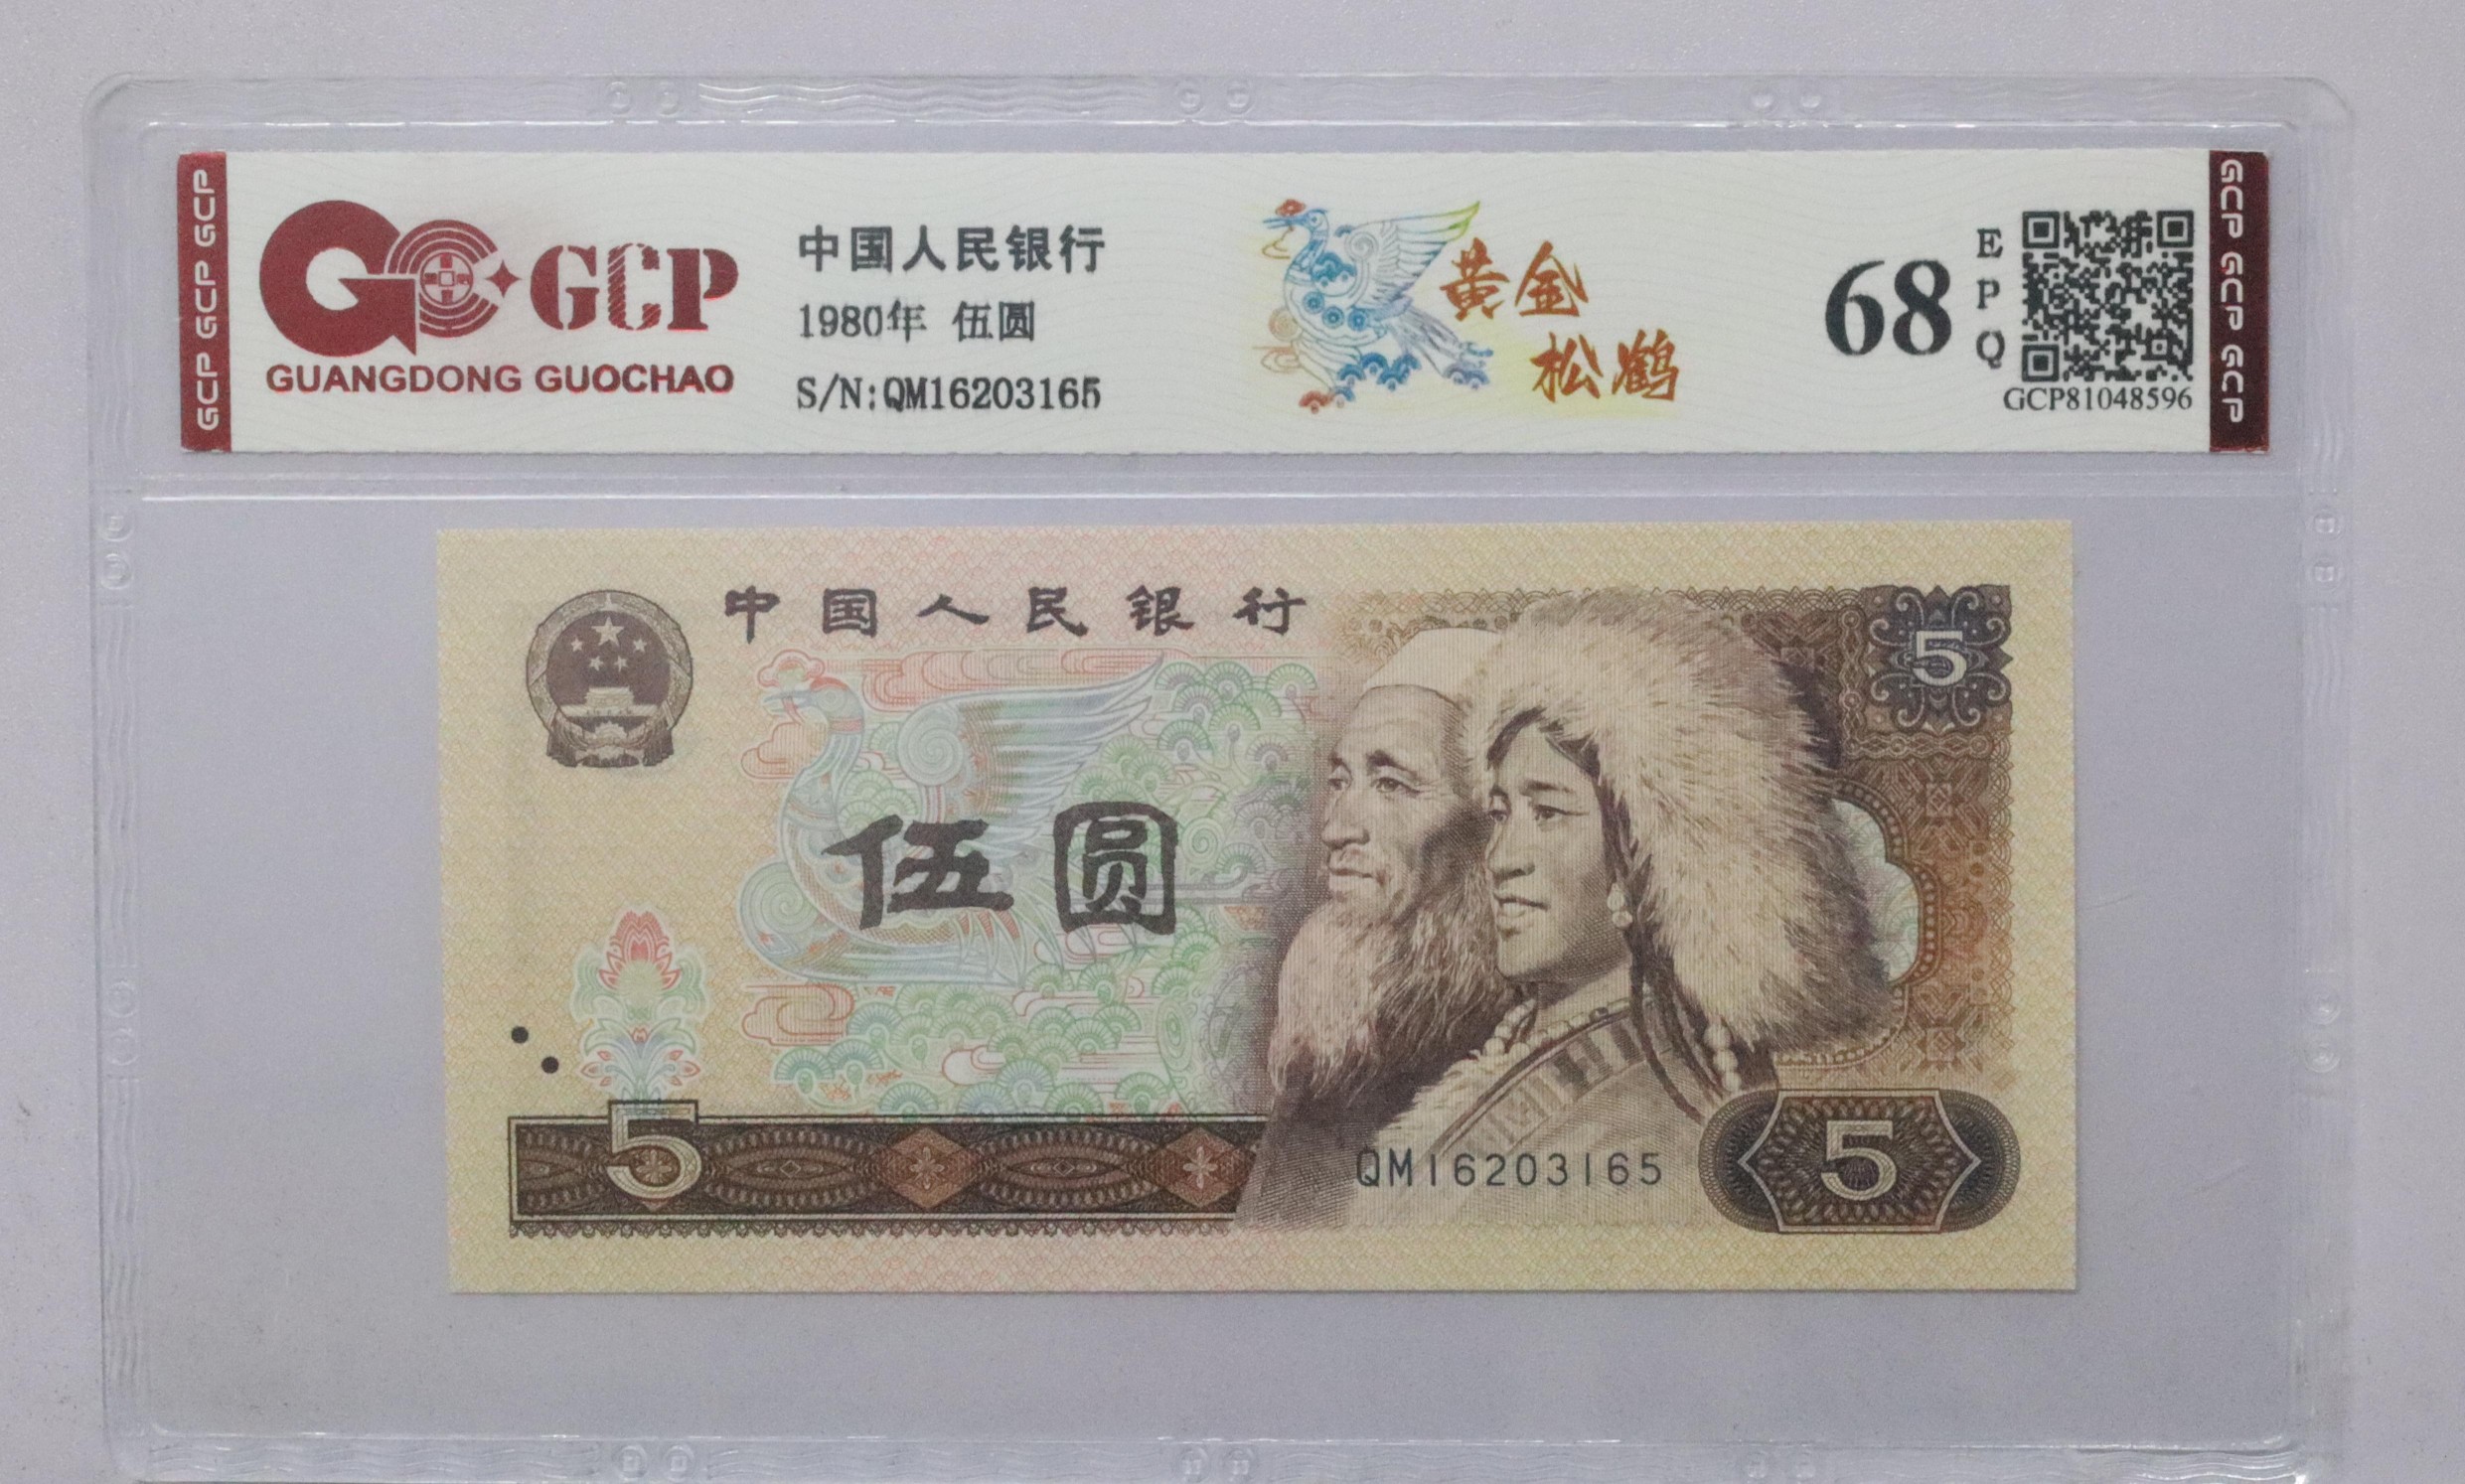 GCP GCP GCP
GCP
GUANGDONG GUOCHAO
中国人民银行
1980年 伍圆
S/N:QM16203165
黄金
松鹤
68
EPQ
GCP81048596
GCP GCP GCP
中国人民银行
5
伍圆
5
QM16203165
5